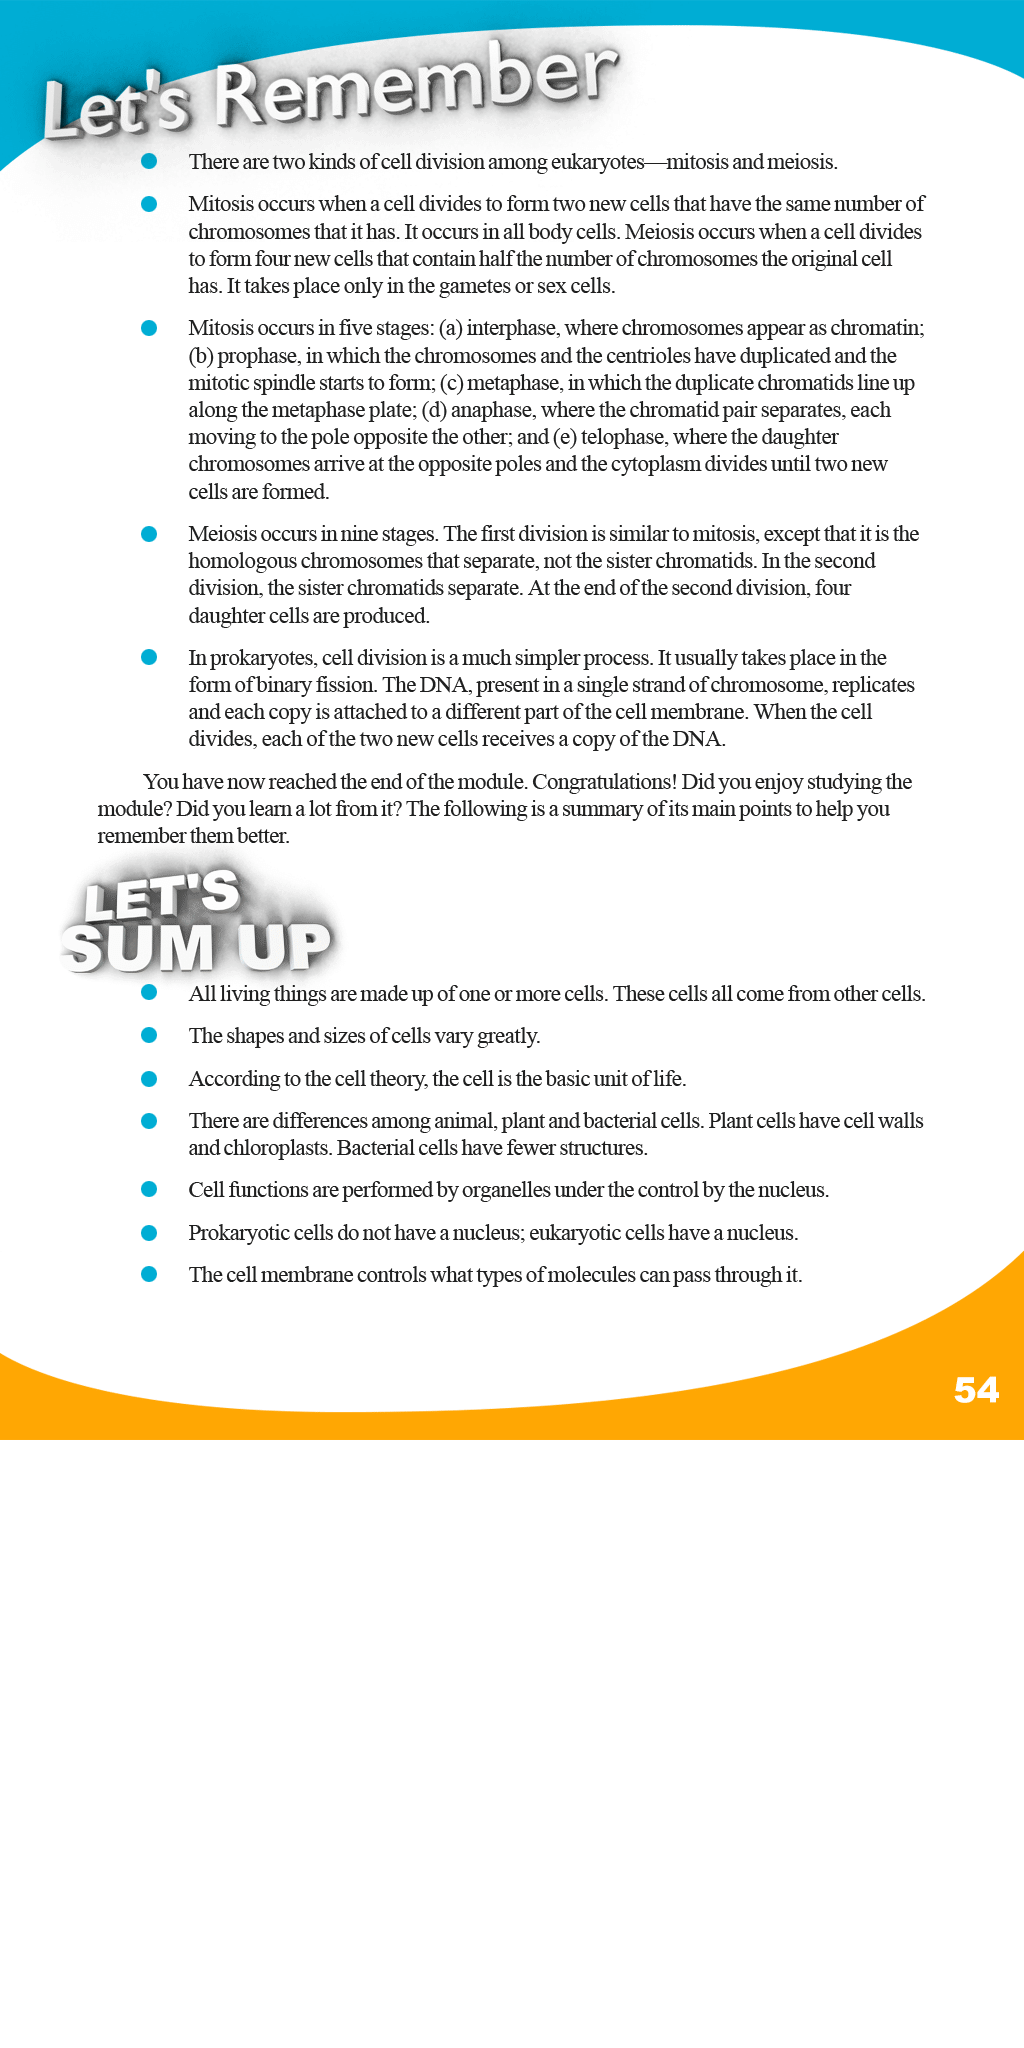 Let's Remember
There are two kinds of cell division among eukaryotes—mitosis and meiosis.
Mitosis occurs when a cell divides to form two new cells that have the same number of
chromosomes that it has. It occurs in all body cells. Meiosis occurs when a cell divides
to form four new cells that contain half the number of chromosomes the original cell
has. It takes place only in the gametes or sex cells.
Mitosis occurs in five stages: (a) interphase, where chromosomes appear as chromatin;
(b) prophase, in which the chromosomes and the centrioles have duplicated and the
mitotic spindle starts to form; (c) metaphase, in which the duplicate chromatids line up
along the metaphase plate; (d) anaphase, where the chromatid pair separates, each
moving to the pole opposite the other; and (e) telophase, where the daughter
chromosomes arrive at the opposite poles and the cytoplasm divides until two new
cells are formed.
Meiosis occurs in nine stages. The first division is similar to mitosis, except that it is the
homologous chromosomes that separate, not the sister chromatids. In the second
division, the sister chromatids separate. At the end of the second division, four
daughter cells are produced.
In prokaryotes, cell division is a much simpler process. It usually takes place in the
form of binary fission. The DNA, present in a single strand of chromosome, replicates
and each copy is attached to a different part of the cell membrane. When the cell
divides, each of the two new cells receives a copy of the DNA.
You have now reached the end of the module. Congratulations! Did you enjoy studying the
module? Did you learn a lot from it? The following is a summary of its main points to help you
remember them better.
LET'S
SUM UP
All living things are made up of one or more cells. These cells all come from other cells.
The shapes and sizes of cells vary greatly.
According to the cell theory, the cell is the basic unit of life.
There are differences among animal, plant and bacterial cells. Plant cells have cell walls
and chloroplasts. Bacterial cells have fewer structures.
Cell functions are performed by organelles under the control by the nucleus.
Prokaryotic cells do not have a nucleus; eukaryotic cells have a nucleus.
The cell membrane controls what types of molecules can pass through it.
54